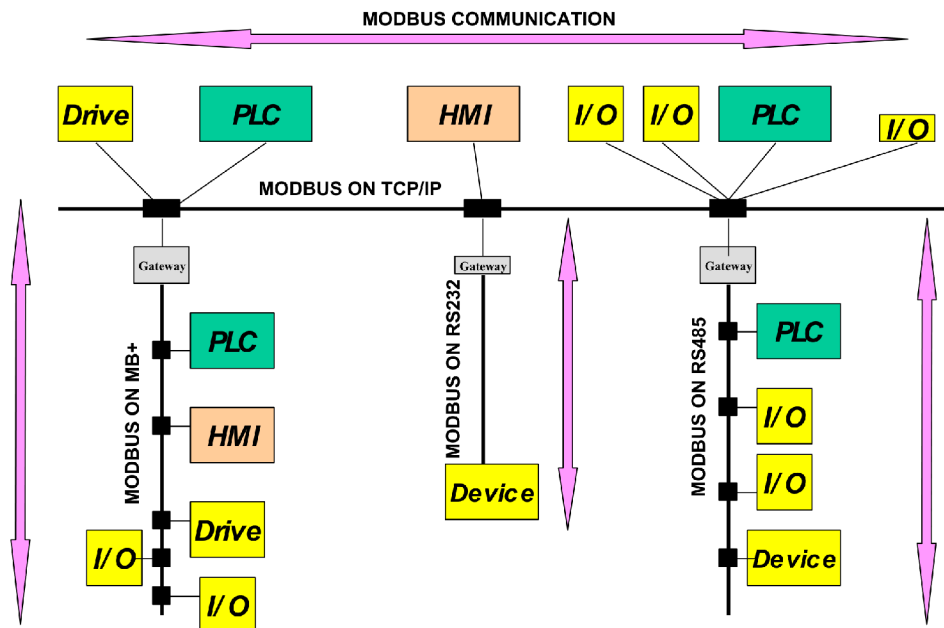 MODBUS COMMUNICATION
Drive
PLC
HMI
I/O
I/O
PLC
I/O
MODBUS ON TCP/IP
Gateway
Gateway
Gateway
MODBUS ON MB+
MODBUS ON RS232
MODBUS ON RS485
PLC
HMI
Drive
I/O
I/O
Device
PLC
I/O
I/O
Device